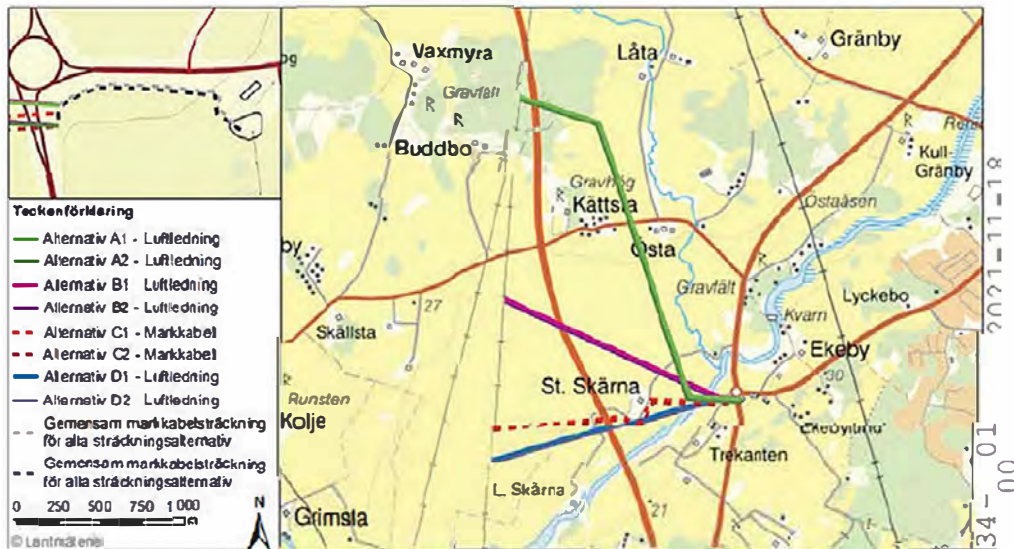 Vaxmyra
Gravfält
R
R
Buddbo
Låta
Gränby
R
Kull-
Gränby
Gravhög
R
Kättsta
Östa
Östaåsen
R
Gravfält
by
27
Skällsta
Lyckebo
Kvarn
Ekeby
30
St. Skärna
R
Runsten
Kolje
Trekanten
L. Skärna
21
Grimsta
Teckenförklaring
Alternativ A1 - Luftledning
Alternativ A2 - Luftledning
Alternativ B1 - Luftledning
Alternativ B2 - Luftledning
Alternativ C1 - Markkabel
Alternativ C2 - Markkabel
Alternativ D1 - Luftledning
Alternativ D2 - Luftledning
Gemensam markkabelsträckning
för alla sträckningsalternativ
Gemensam markkabelsträckning
för alla sträckningsalternativ
0 250 500 750 1 000
N
© Lantmäteriet
2021-11-18